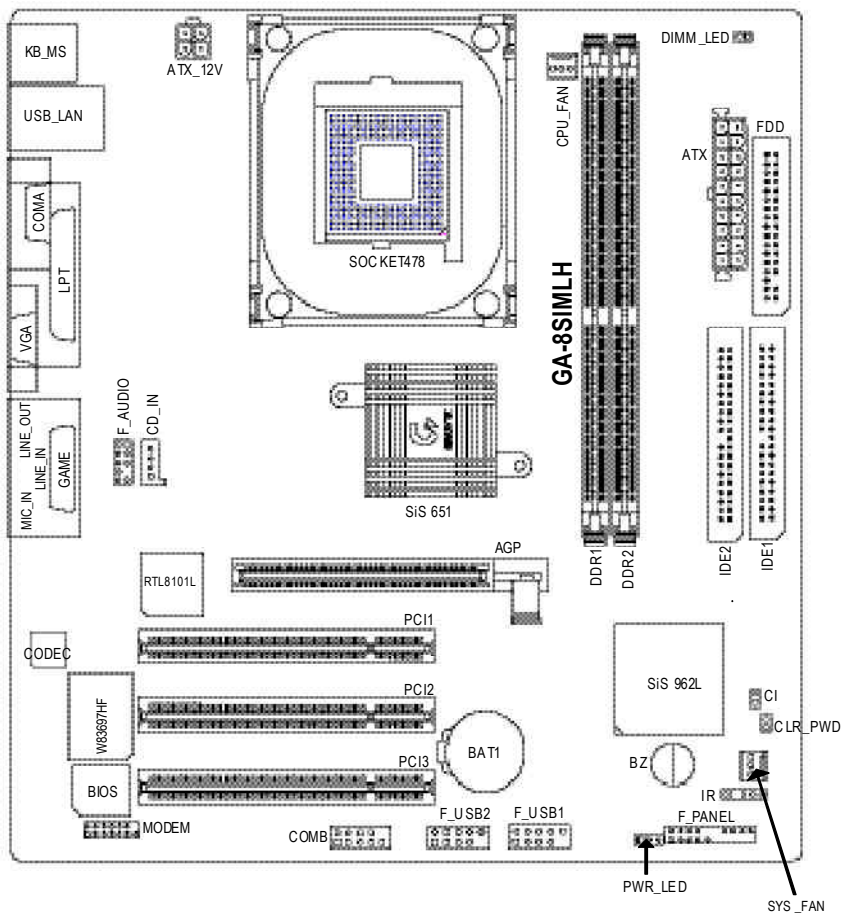 KB_MS
ATX_12V
DIMM_LED
USB_LAN
CPU_FAN
FDD
ATX
COMA
LPT
SOCKET478
GA-8SIMLH
VGA
F_AUDIO
CD_IN
LINE_OUT
MIC_IN
LINE_IN
GAME
SiS 651
AGP
DDR1
DDR2
IDE2
IDE1
RTL8101L
PCI1
CODEC
SiS 962L
PCI2
CI
W83697HF
CLR_PWD
BAT1
BZ
PCI3
BIOS
IR
MODEM
COMB
F_USB2
F_USB1
F_PANEL
PWR_LED
SYS_FAN